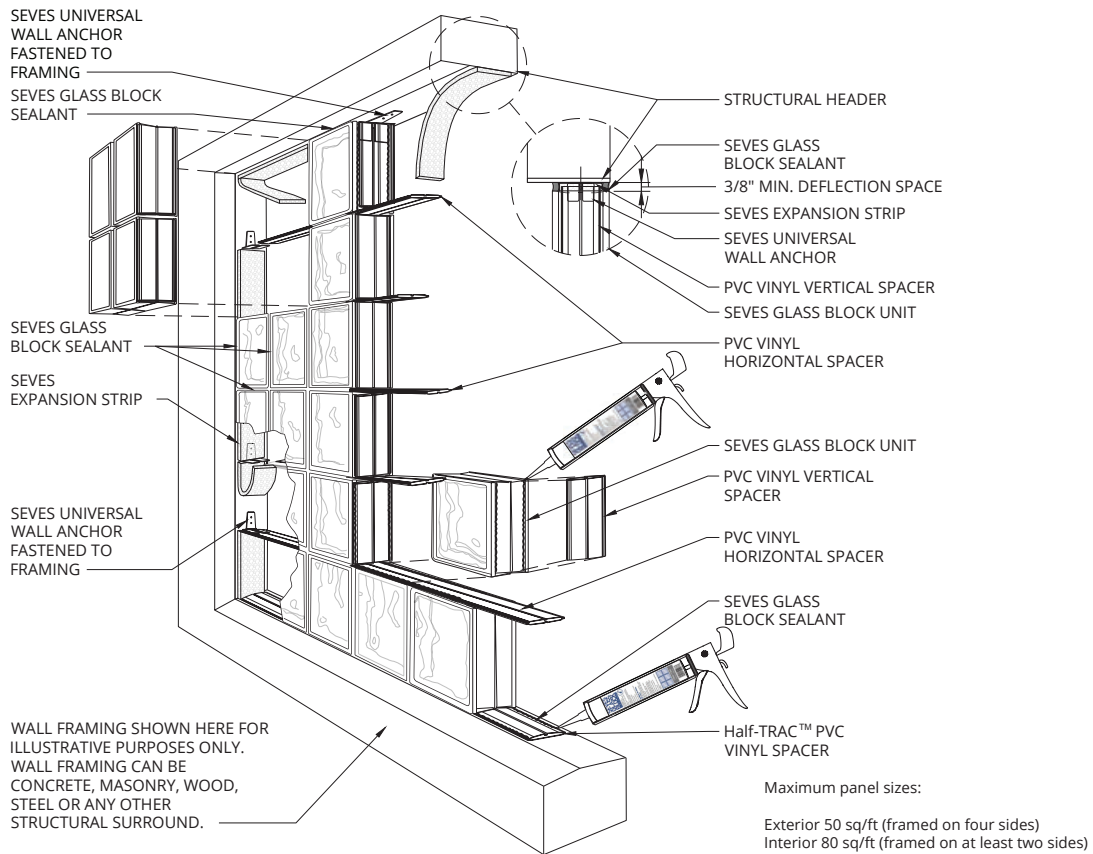 SEVES UNIVERSAL
WALL ANCHOR
FASTENED TO
FRAMING
SEVES GLASS BLOCK
SEALANT
SEVES GLASS
BLOCK SEALANT
SEVES
EXPANSION STRIP
SEVES UNIVERSAL
WALL ANCHOR
FASTENED TO
FRAMING
WALL FRAMING SHOWN HERE FOR
ILLUSTRATIVE PURPOSES ONLY.
WALL FRAMING CAN BE
CONCRETE, MASONRY, WOOD,
STEEL OR ANY OTHER
STRUCTURAL SURROUND.
STRUCTURAL HEADER
SEVES GLASS
BLOCK SEALANT
3/8" MIN. DEFLECTION SPACE
SEVES EXPANSION STRIP
SEVES UNIVERSAL
WALL ANCHOR
PVC VINYL VERTICAL SPACER
SEVES GLASS BLOCK UNIT
PVC VINYL
HORIZONTAL SPACER
SEVES GLASS BLOCK UNIT
PVC VINYL VERTICAL
SPACER
PVC VINYL
HORIZONTAL SPACER
SEVES GLASS
BLOCK SEALANT
Half-TRAC™ PVC
VINYL SPACER
Maximum panel sizes:
Exterior 50 sq/ft (framed on four sides)
Interior 80 sq/ft (framed on at least two sides)